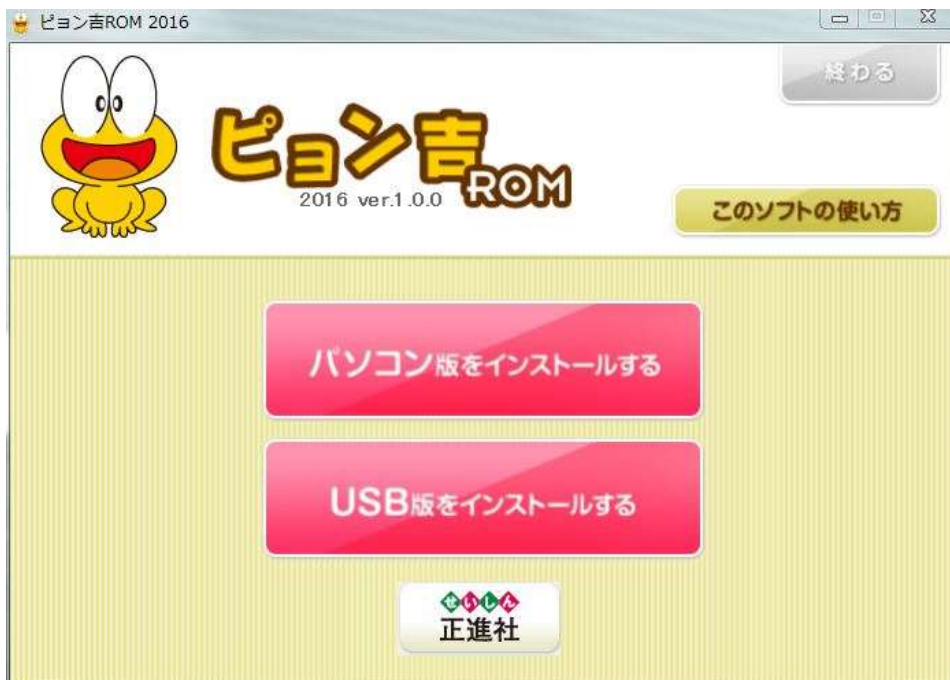 ピョン吉ROM 2016
終わる
ピョン吉ROM
2016 ver.1.0.0
このソフトの使い方
パソコン版をインストールする
USB版をインストールする
せいしん
正進社